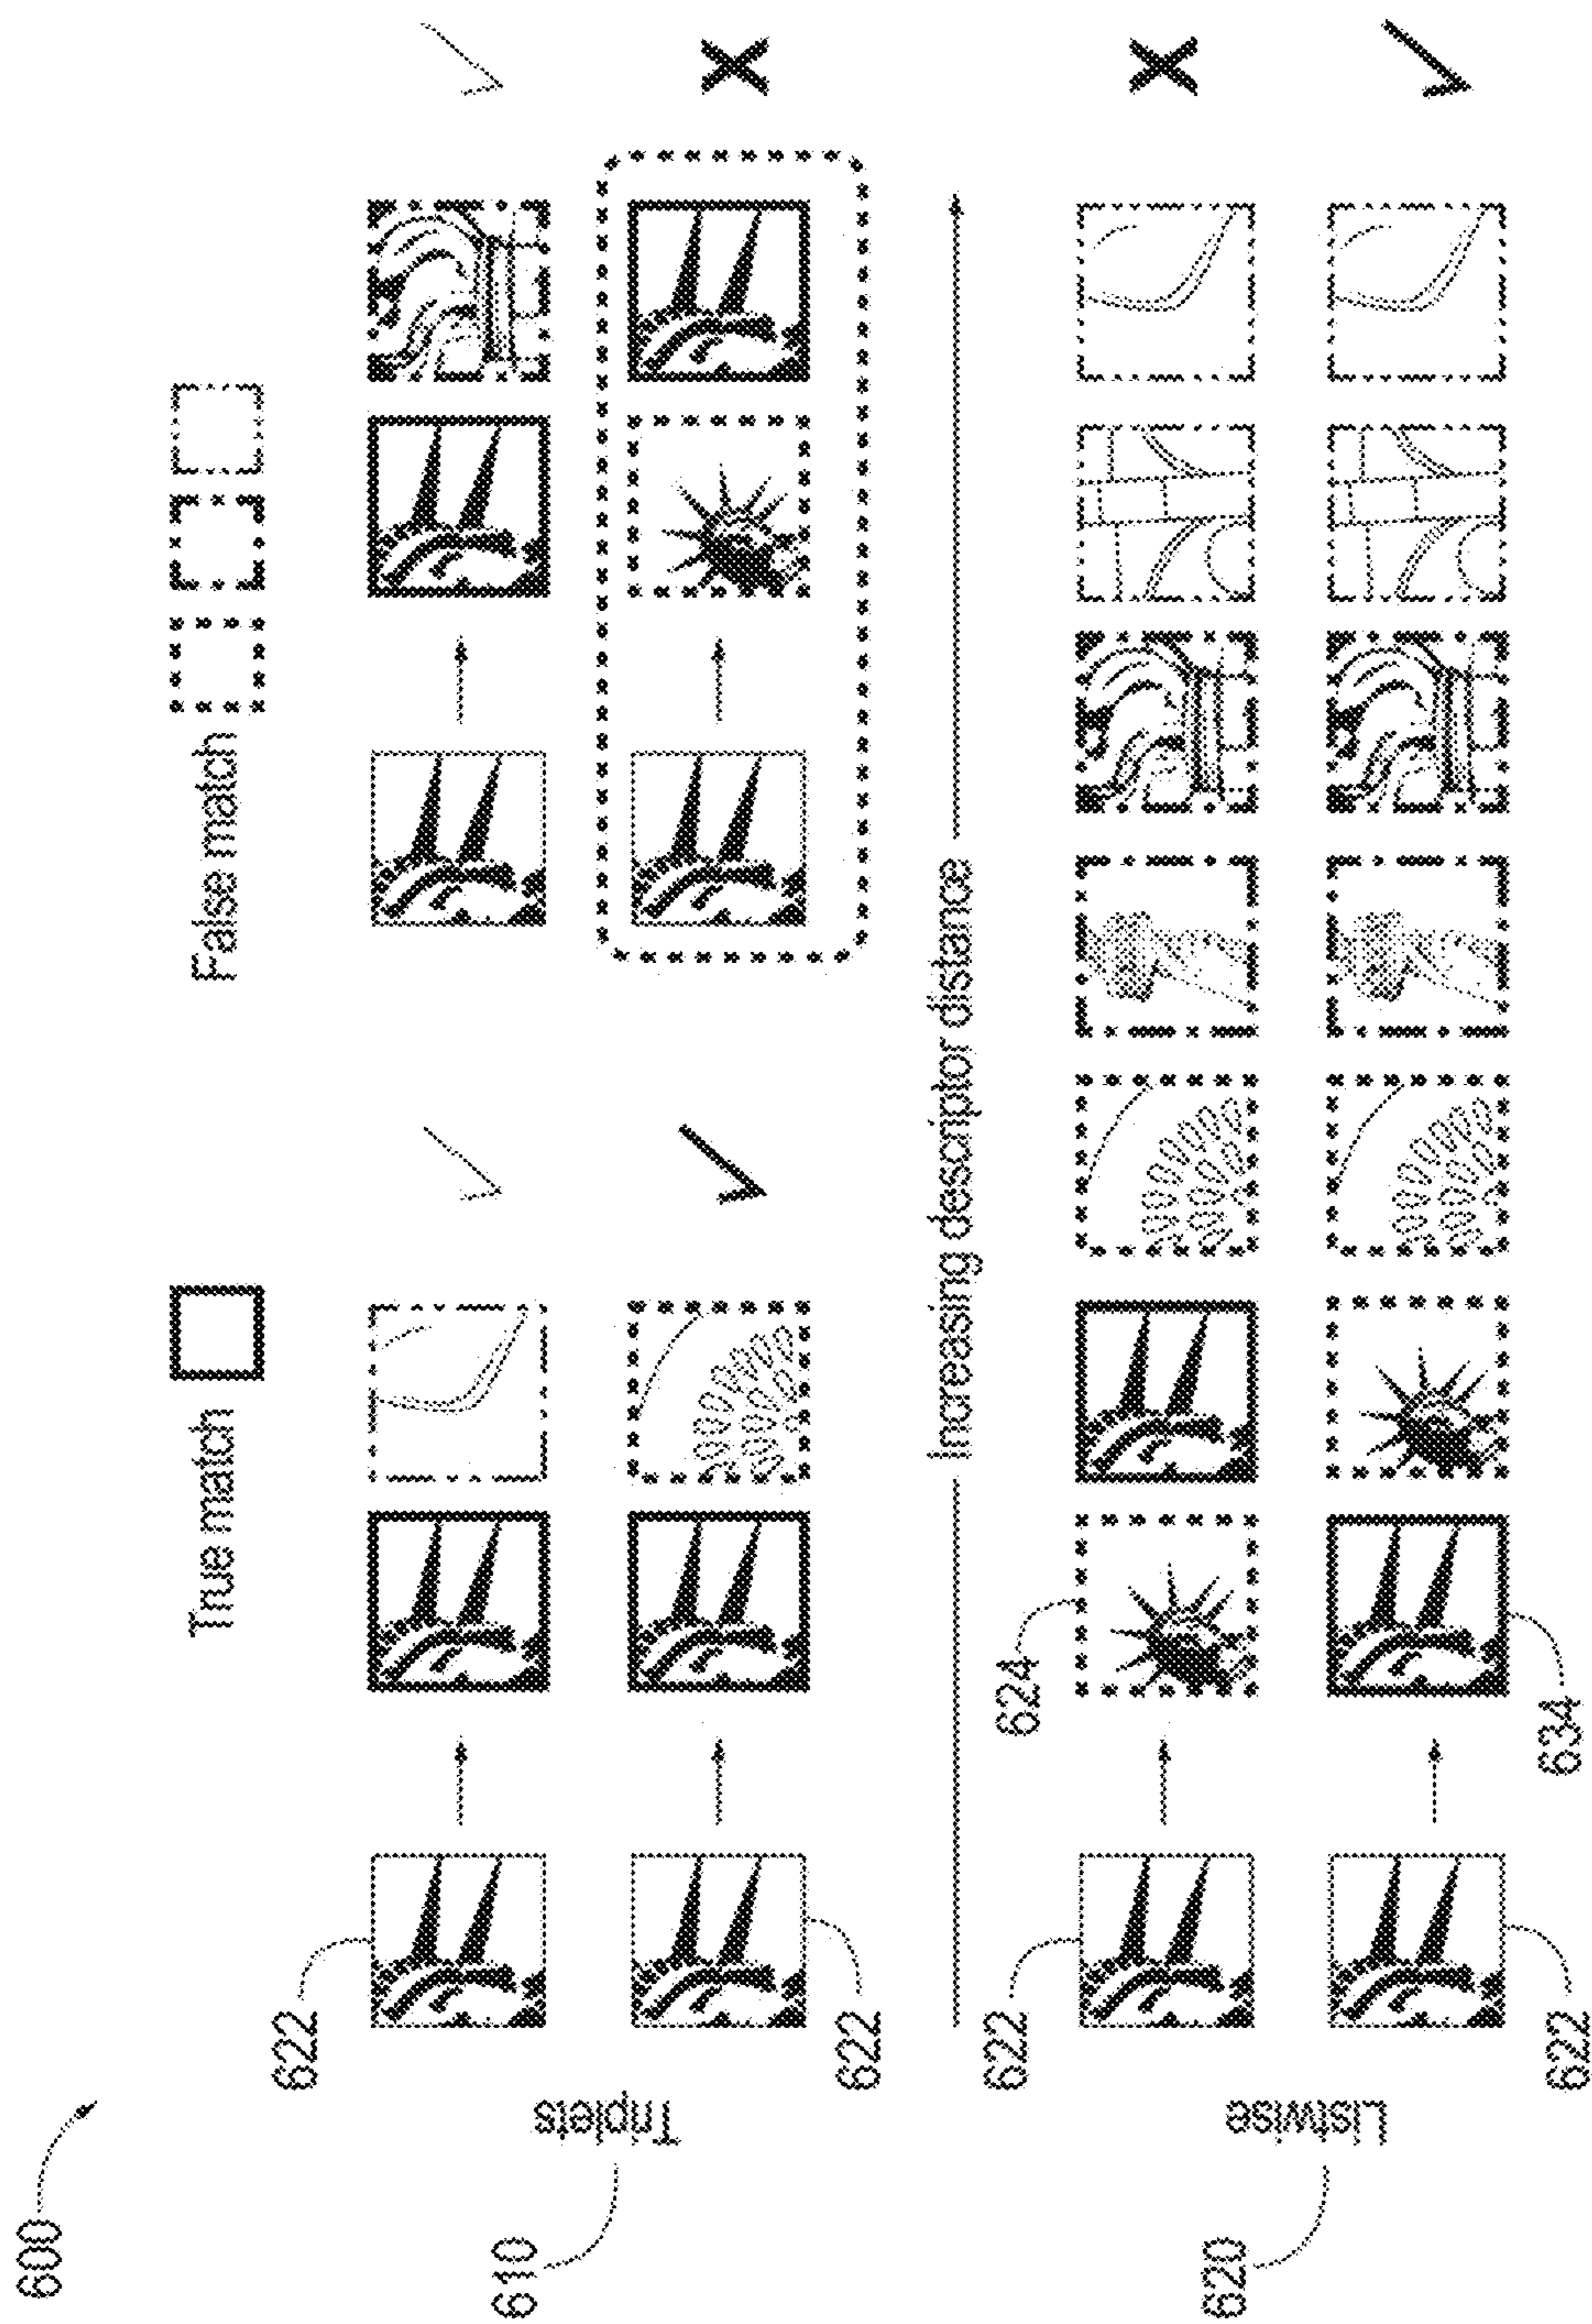 600
True match
False match
622
610
Triplets
622
Increasing descriptor distance
622
624
620
Listwise
622
634